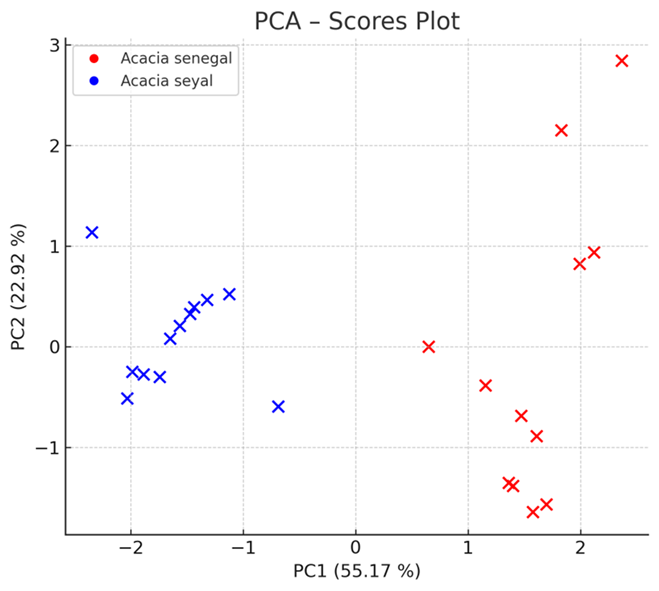 PCA – Scores Plot
Acacia senegal
Acacia seyal
3
2
1
0
−1
PC2 (22.92 %)
−2 −1 0 1 2
PC1 (55.17 %)